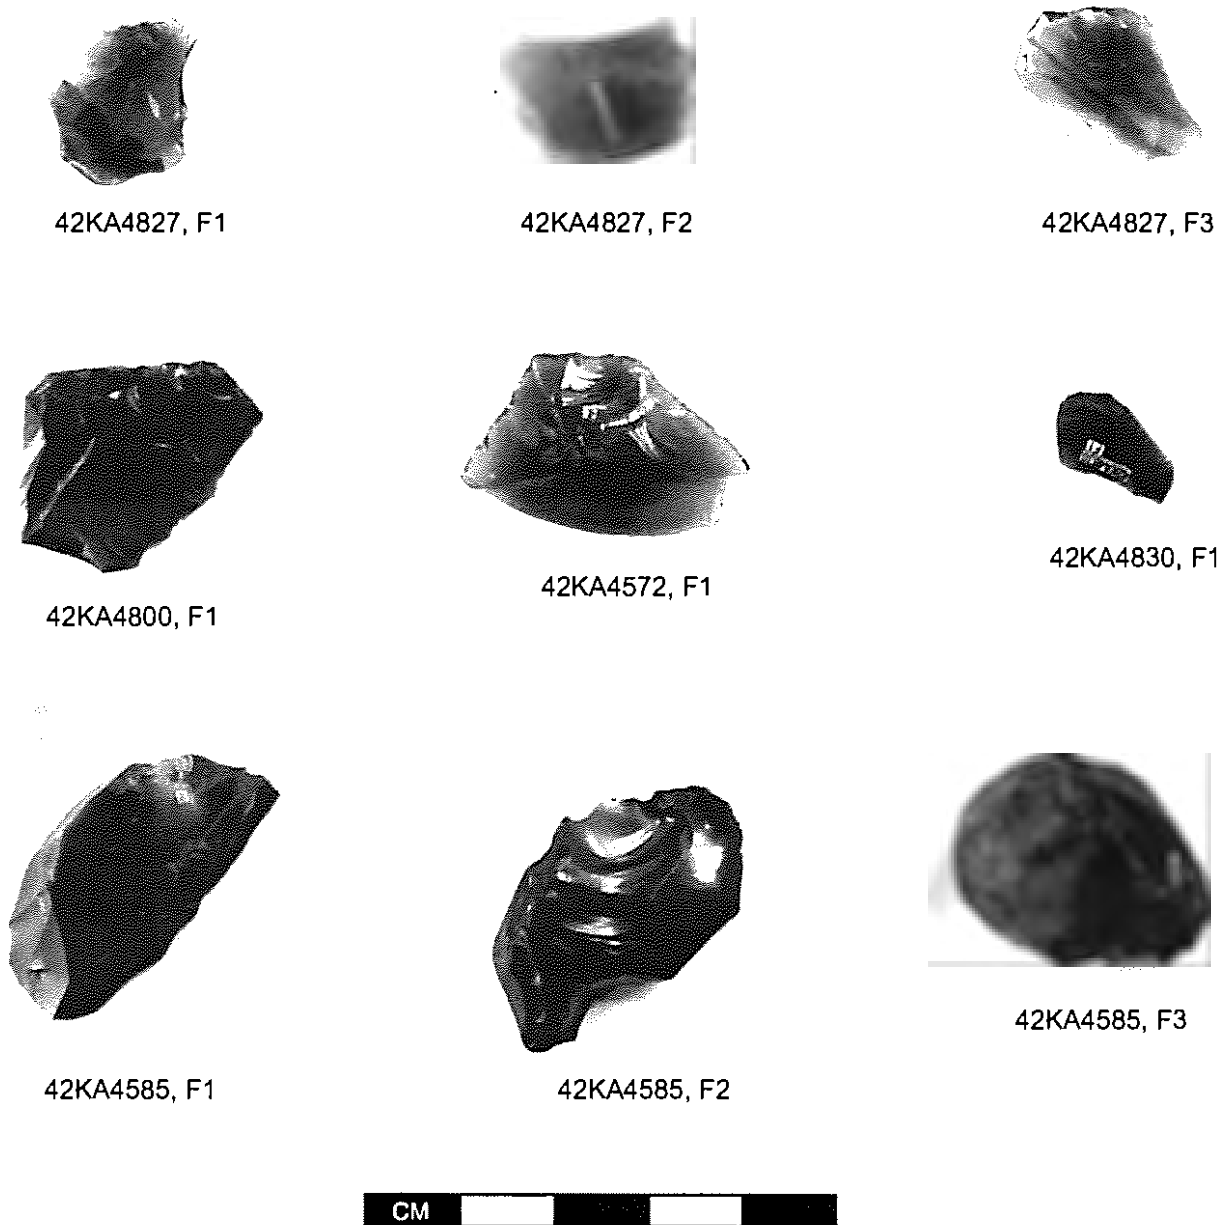 42KA4827, F1
42KA4827, F2
42KA4827, F3
42KA4800, F1
42KA4572, F1
42KA4830, F1
42KA4585, F1
42KA4585, F2
42KA4585, F3
CM